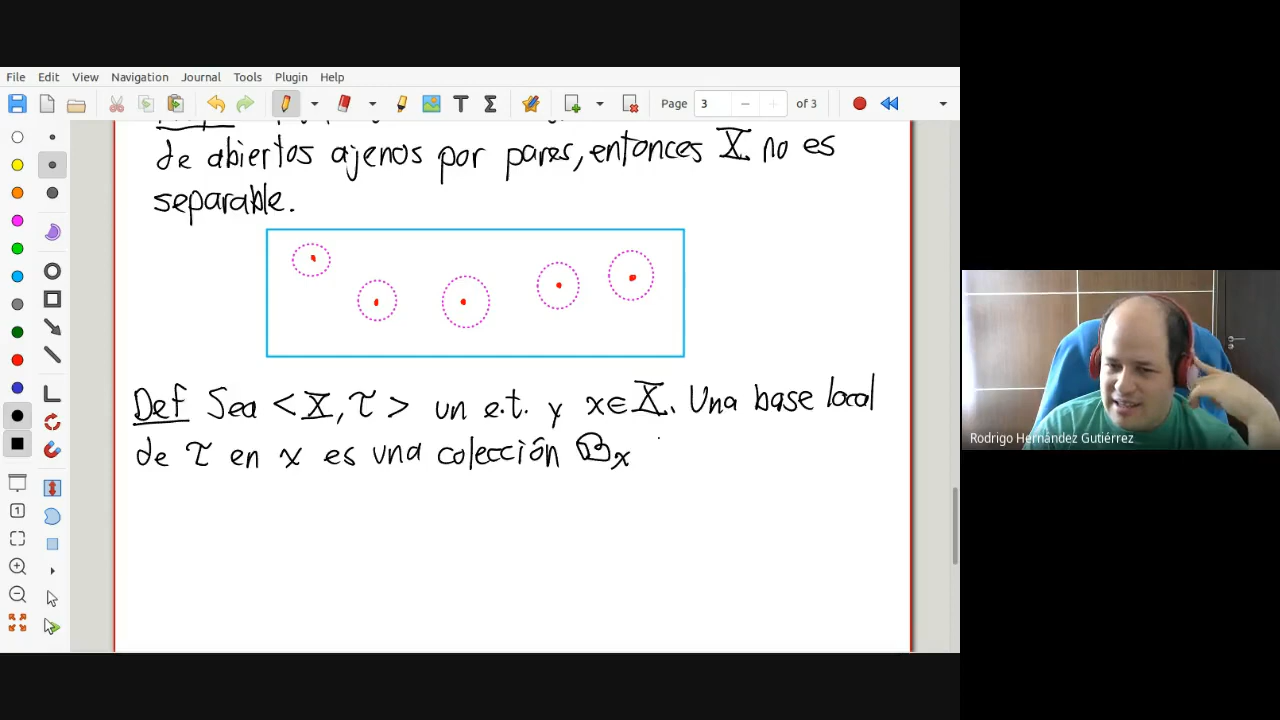 File Edit View Navigation Journal Tools Plugin Help
Page 3 of 3
de abiertos ajenos por pares, entonces X no es
separable.
Def Sea <X, τ> un e.t. y x∈X. Una base local
de τ en x es una colección ℬx
Rodrigo Hernández Gutiérrez